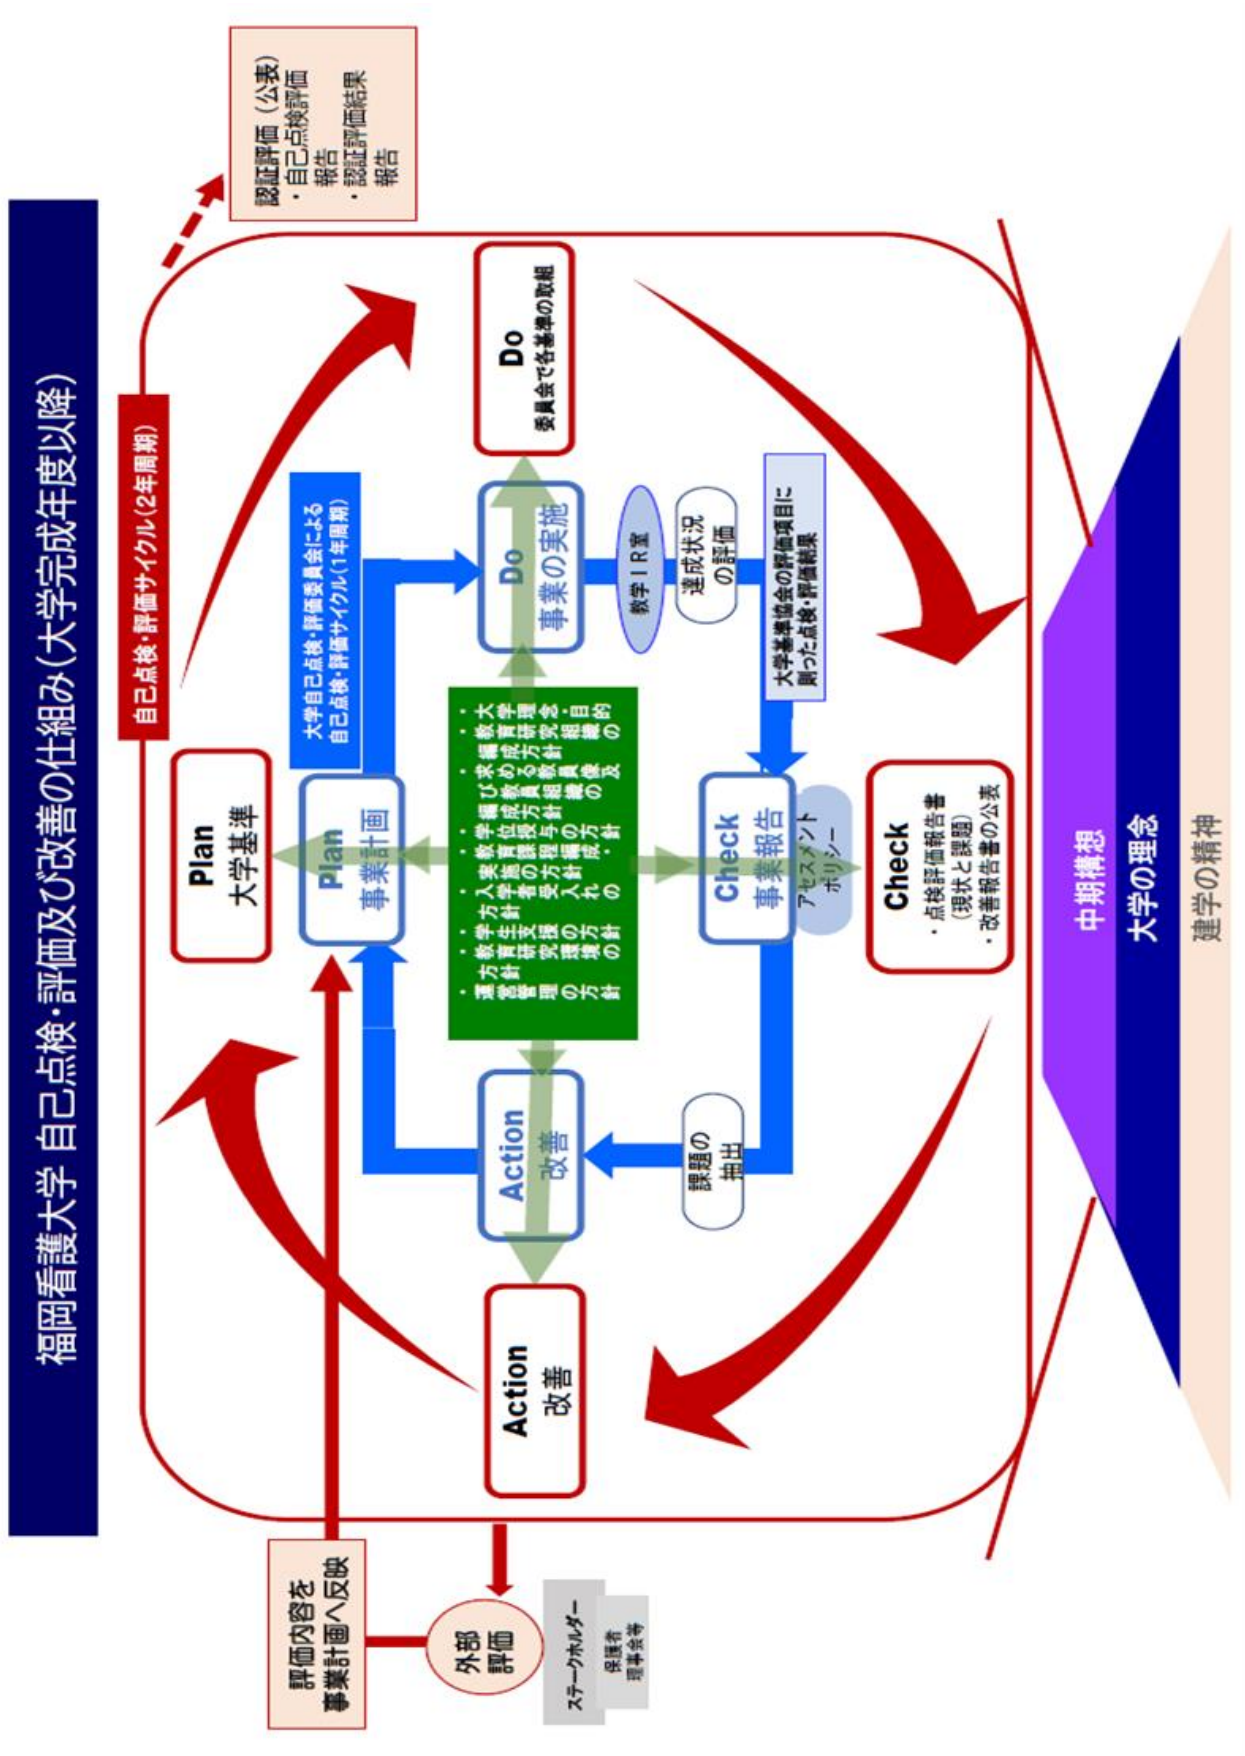 福岡看護大学 自己点検・評価及び改善の仕組み(大学完成年度以降)
自己点検・評価サイクル(2年周期)
認証評価(公表)
・自己点検評価
報告
・認証評価結果
報告
Plan
大学基準
大学自己点検・評価委員会による
自己点検・評価サイクル(1年周期)
Plan
事業計画
評価内容を
事業計画へ反映
外部
評価
ステークホルダー
保護者
理事会等
Action
改善
Action
改善
・大学理念・目的
・教育研究組織の
編成方針
・求める教員像及
び教員組織の
編成方針
・学位授与の方針
・教育課程編成・
実施の方針
・入学者受入れの
方針
・学生支援の方針
・教育研究環境の
方針
・運営管理の方針
Do
事業の実施
Do
委員会で各基準の取組
教学IR室
達成状況
の評価
大学基準協会の評価項目に
則った点検・評価結果
課題の
抽出
Check
事業報告
アセスメント
ポリシー
Check
・点検評価報告書
(現状と課題)
・改善報告書の公表
中期構想
大学の理念
建学の精神